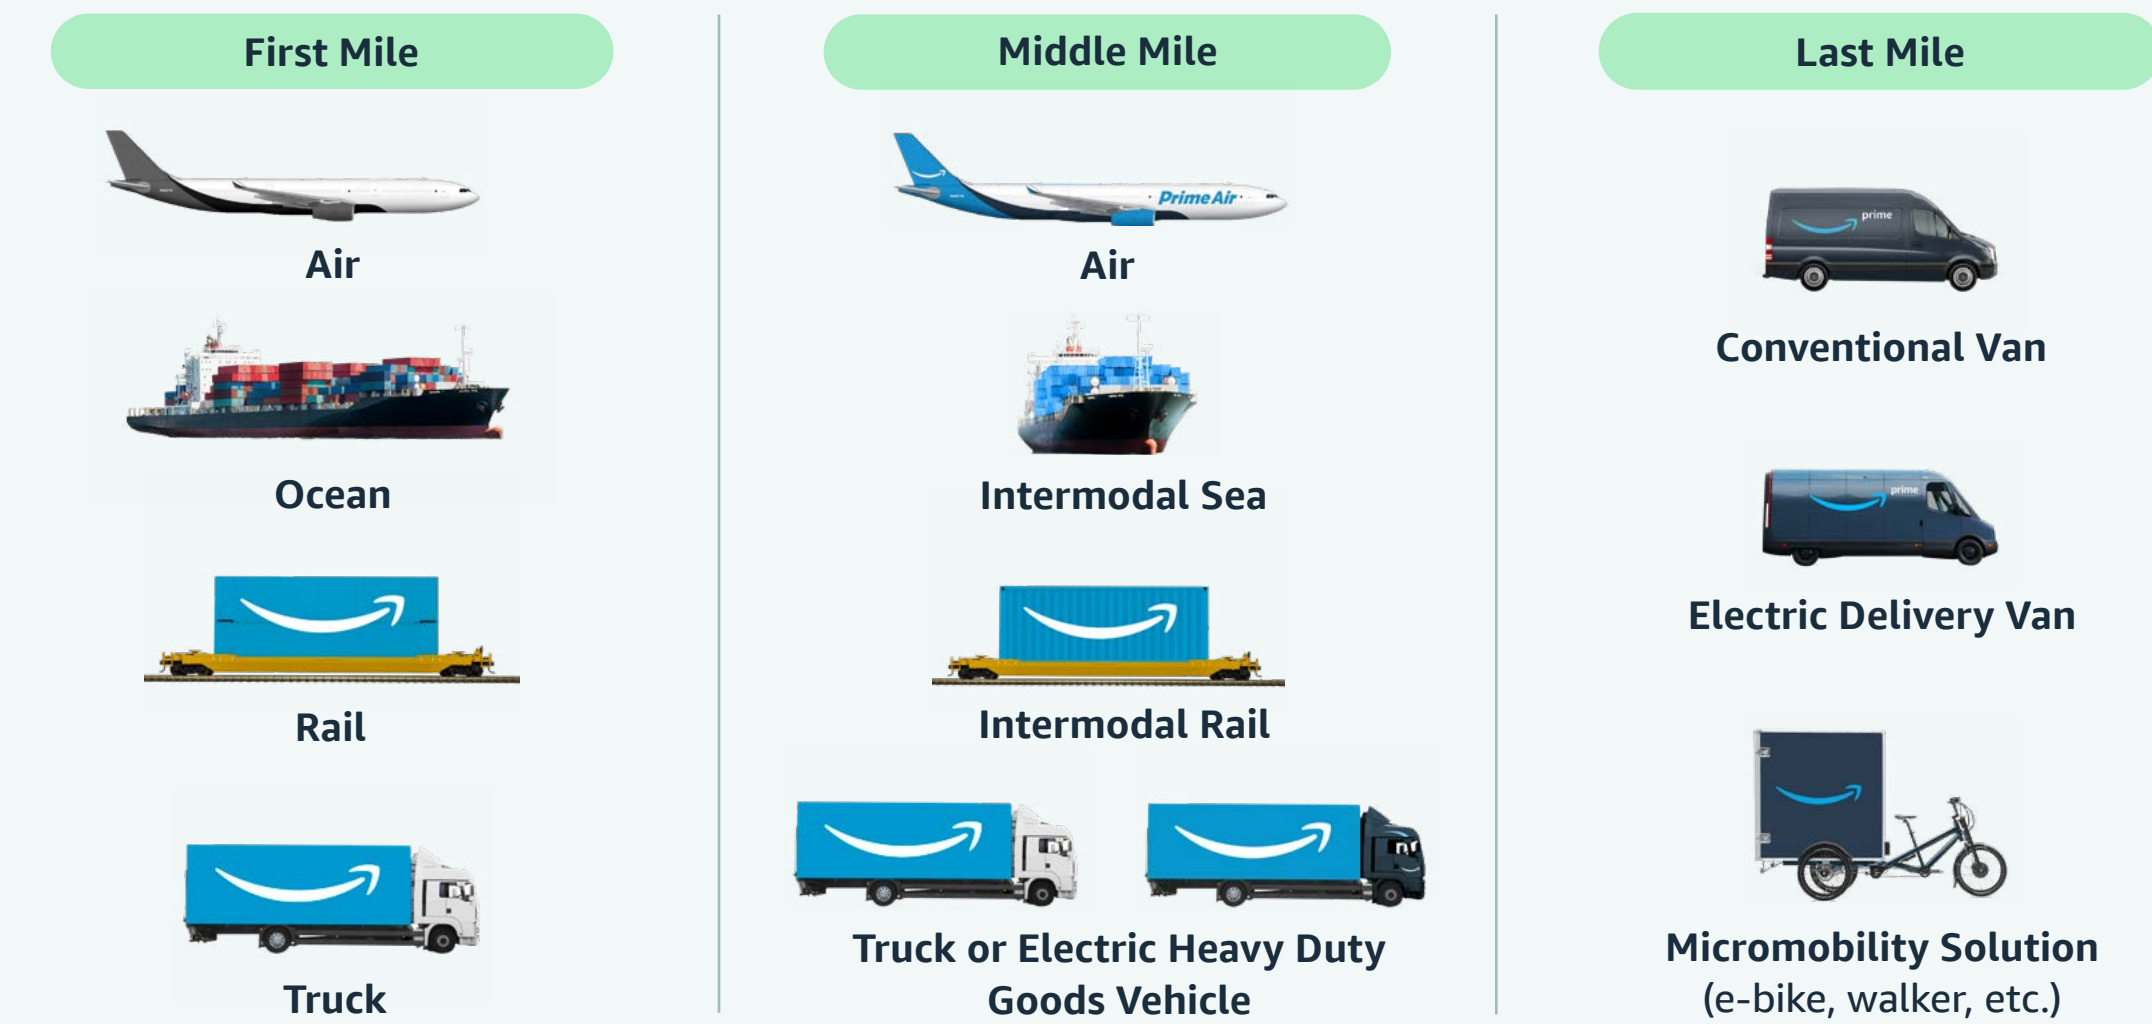 First Mile
Air
Ocean
Rail
Truck
Middle Mile
Prime Air
Air
Intermodal Sea
Intermodal Rail
Truck or Electric Heavy Duty
Goods Vehicle
Last Mile
prime
Conventional Van
prime
Electric Delivery Van
Micromobility Solution
(e-bike, walker, etc.)